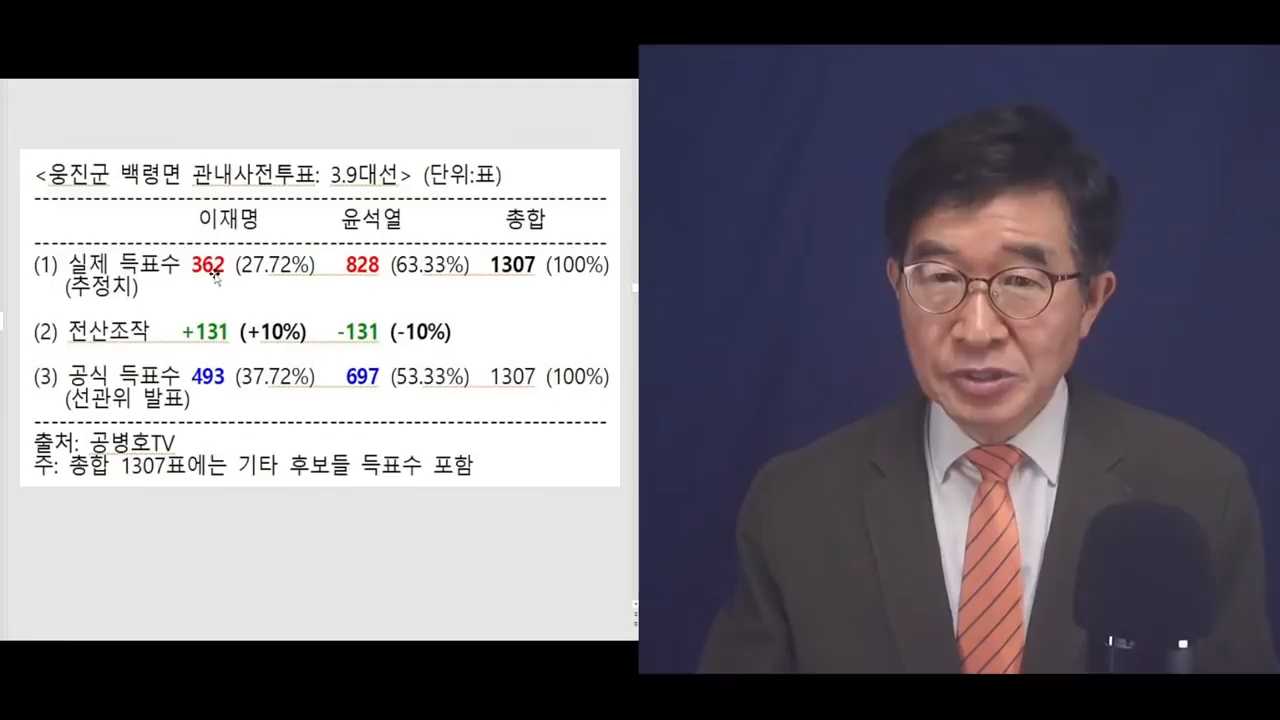 <웅진군 백령면 관내사전투표: 3.9대선> (단위:표)
이재명 윤석열 총합
(1) 실제 득표수 362 (27.72%) 828 (63.33%) 1307 (100%)
(추정치)
(2) 전산조작 +131 (+10%) -131 (-10%)
(3) 공식 득표수 493 (37.72%) 697 (53.33%) 1307 (100%)
(선관위 발표)
출처: 공병호TV
주: 총합 1307표에는 기타 후보들 득표수 포함